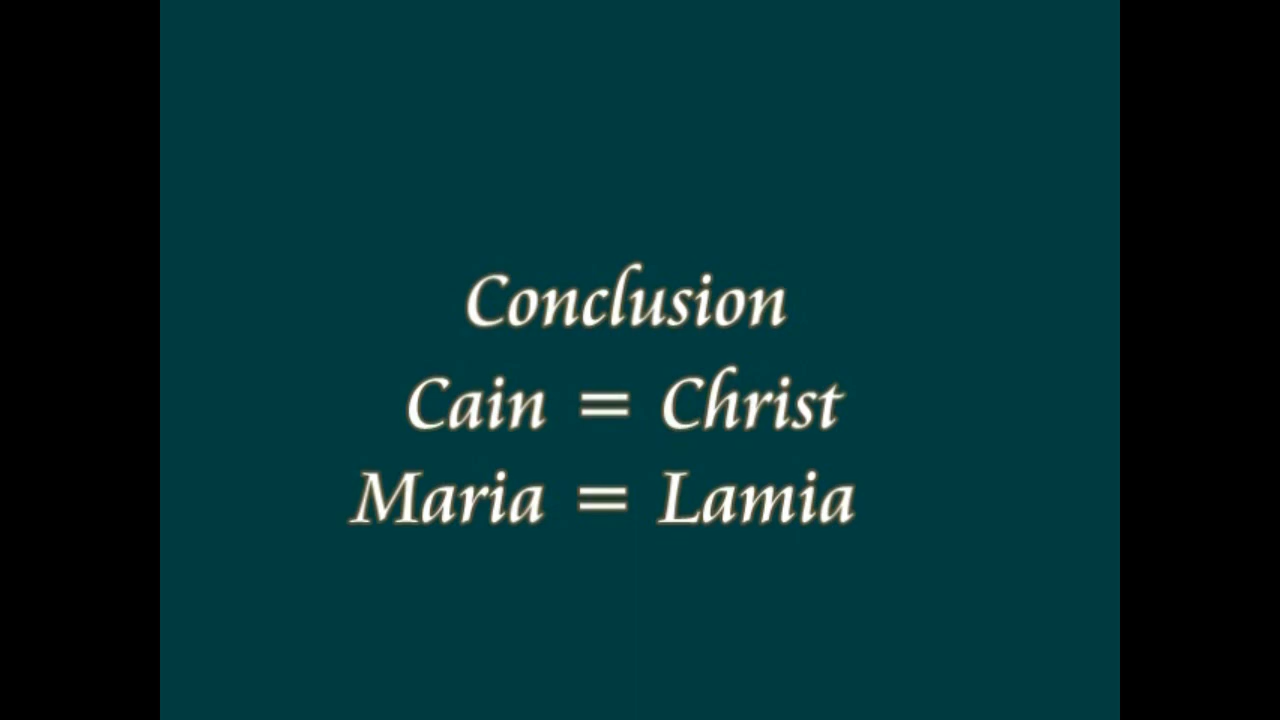 Conclusion
Cain = Christ
Maria = Lamia